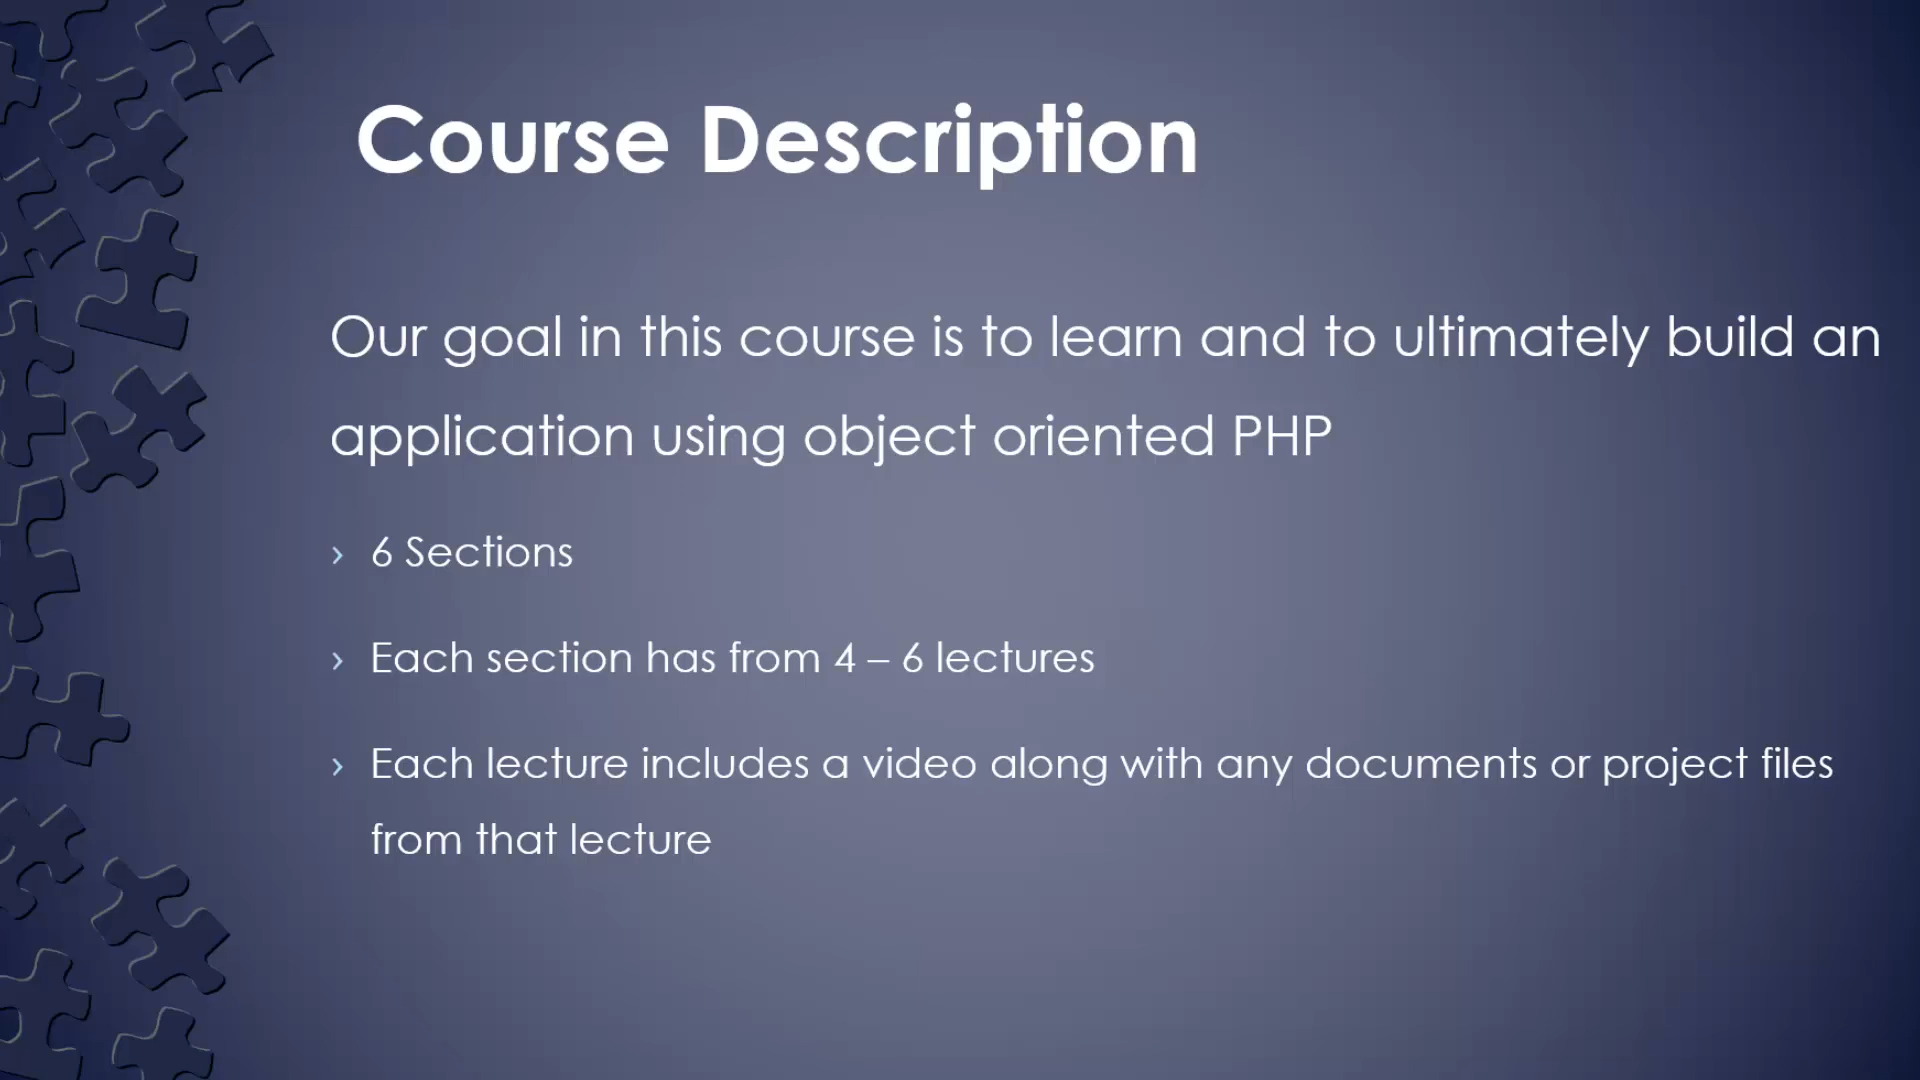 Course Description
Our goal in this course is to learn and to ultimately build an
application using object oriented PHP
› 6 Sections
› Each section has from 4 – 6 lectures
› Each lecture includes a video along with any documents or project files
from that lecture